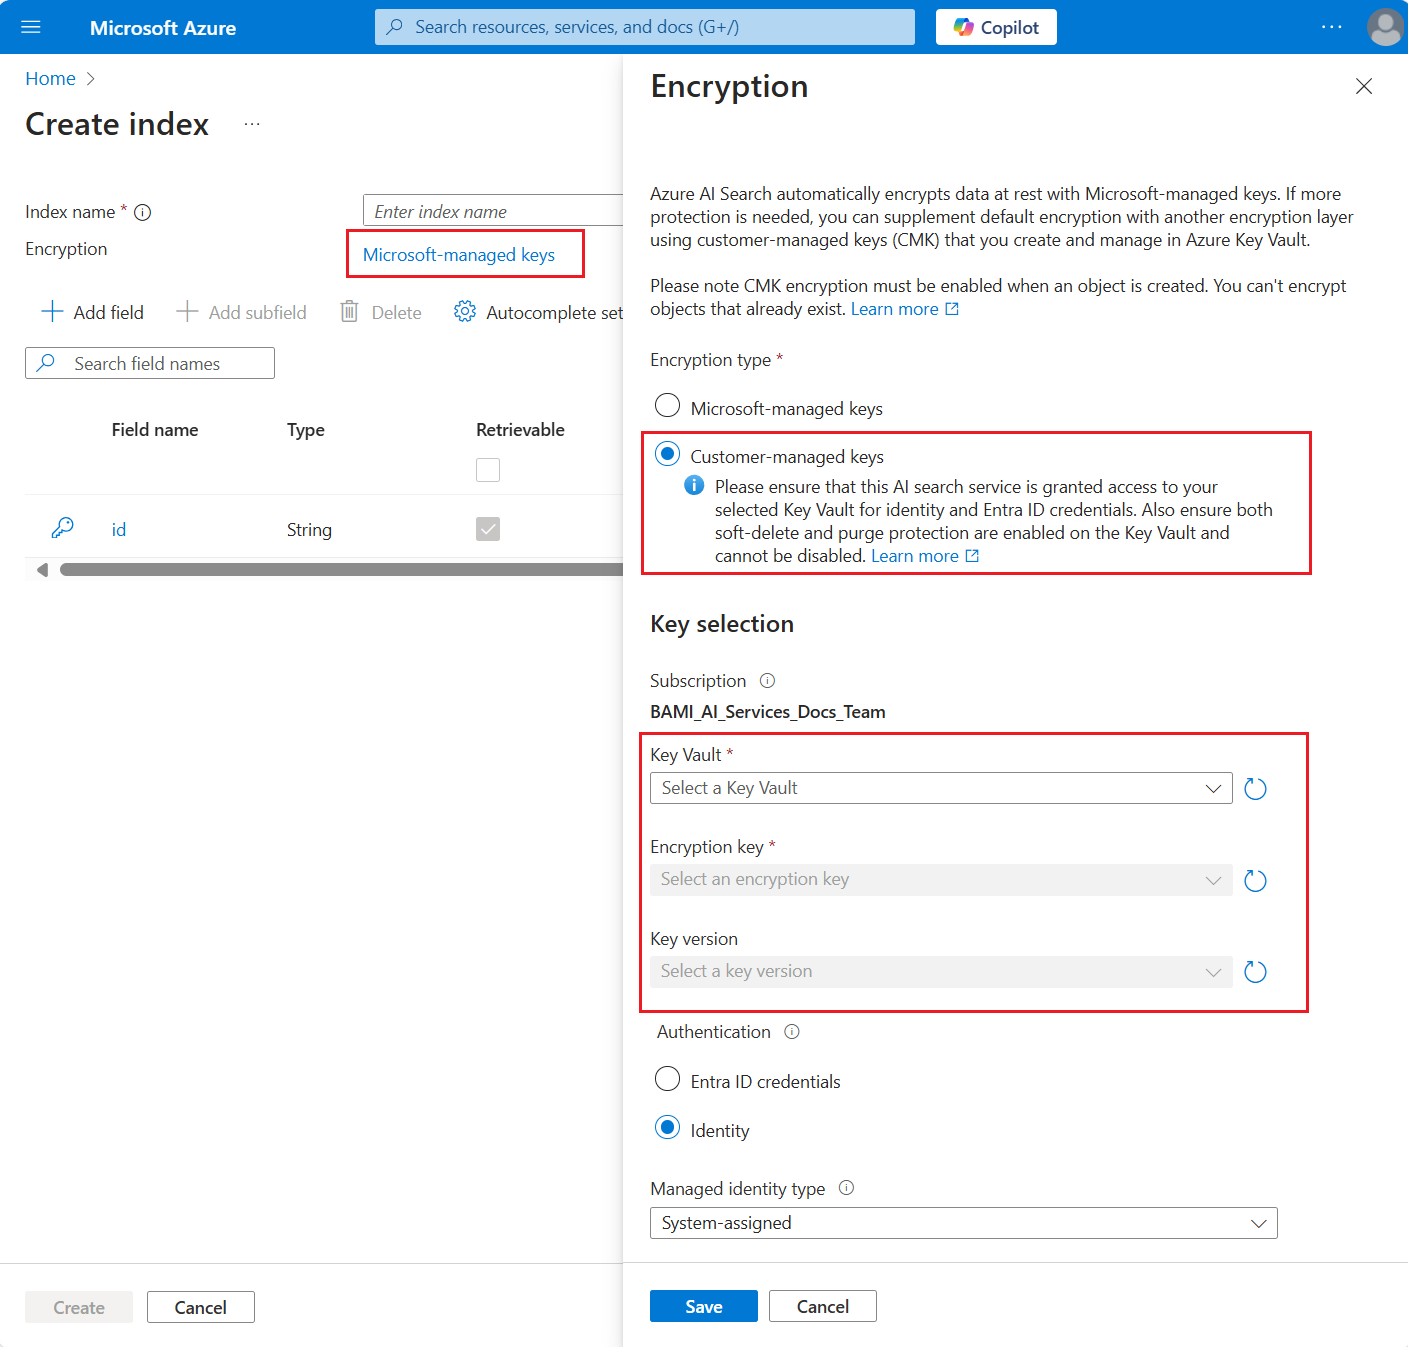 Microsoft Azure
Search resources, services, and docs (G+/)
Copilot
Home
Create index
Index name *
Enter index name
Encryption
Microsoft-managed keys
Add field
Add subfield
Delete
Autocomplete set
Search field names
Field name
Type
Retrievable
id
String
Create
Cancel
Encryption
Azure AI Search automatically encrypts data at rest with Microsoft-managed keys. If more
protection is needed, you can supplement default encryption with another encryption layer
using customer-managed keys (CMK) that you create and manage in Azure Key Vault.
Please note CMK encryption must be enabled when an object is created. You can't encrypt
objects that already exist. Learn more
Encryption type *
Microsoft-managed keys
Customer-managed keys
Please ensure that this AI search service is granted access to your
selected Key Vault for identity and Entra ID credentials. Also ensure both
soft-delete and purge protection are enabled on the Key Vault and
cannot be disabled. Learn more
Key selection
Subscription
BAMI_AI_Services_Docs_Team
Key Vault *
Select a Key Vault
Encryption key *
Select an encryption key
Key version
Select a key version
Authentication
Entra ID credentials
Identity
Managed identity type
System-assigned
Save
Cancel